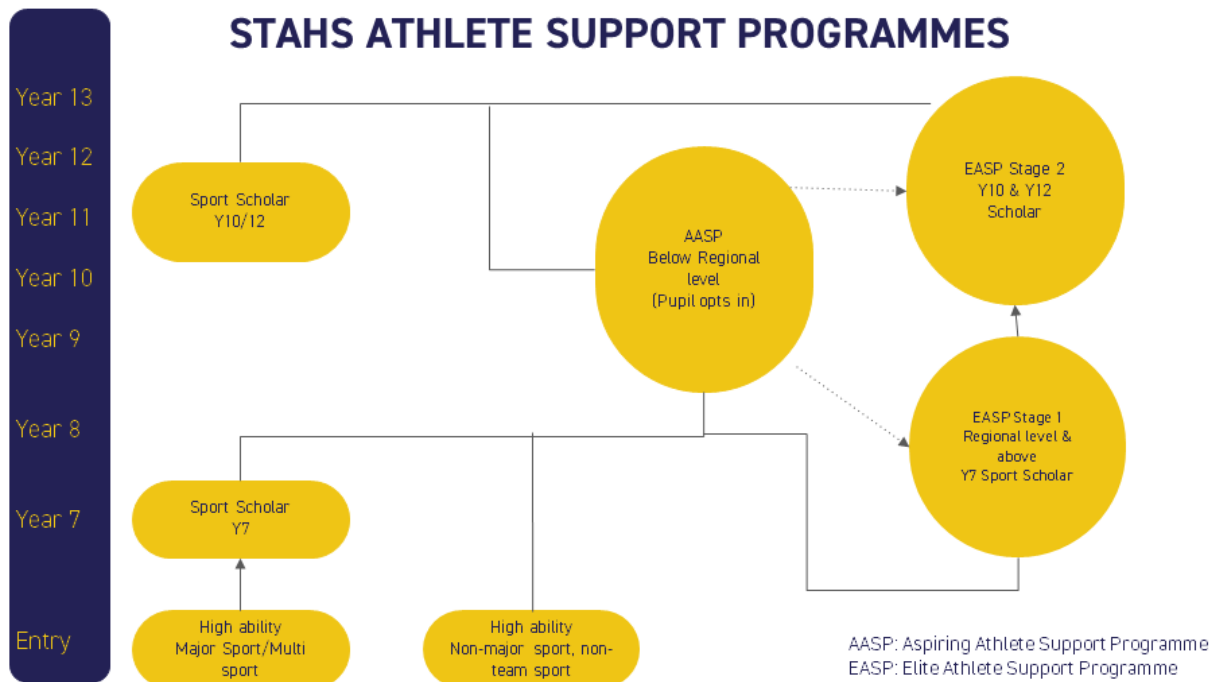 STAHS ATHLETE SUPPORT PROGRAMMES
Year 13
Year 12
Year 11
Year 10
Year 9
Year 8
Year 7
Entry
Sport Scholar
Y10/12
AASP
Below Regional
level
(Pupil opts in)
EASP Stage 2
Y10 & Y12
Scholar
EASP Stage 1
Regional level &
above
Y7 Sport Scholar
Sport Scholar
Y7
High ability
Major Sport/Multi
sport
High ability
Non-major sport, non-
team sport
AASP: Aspiring Athlete Support Programme
EASP: Elite Athlete Support Programme